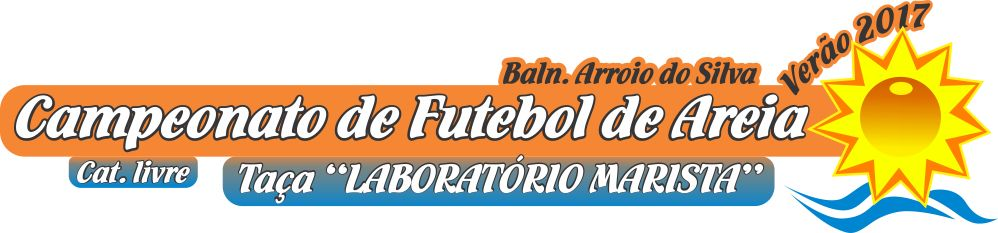 Verão 2017
Baln. Arroio do Silva
Campeonato de Futebol de Areia
Cat. livre
Taça “LABORATÓRIO MARISTA”